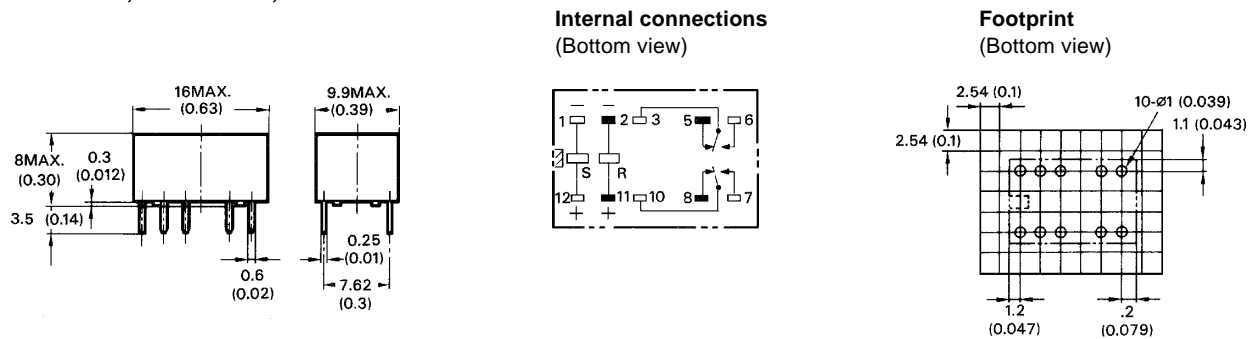 Internal connections
(Bottom view)
Footprint
(Bottom view)
16MAX.
(0.63)
9.9MAX.
(0.39)
8MAX.
(0.30)
0.3
(0.012)
3.5 (0.14)
0.6
(0.02)
0.25
(0.01)
7.62
(0.3)
– –
1 2 3 5 6
S R
12 11 10 8 7
+ +
2.54 (0.1)
10-ø1 (0.039)
1.1 (0.043)
2.54 (0.1)
1.2
(0.047)
.2
(0.079)